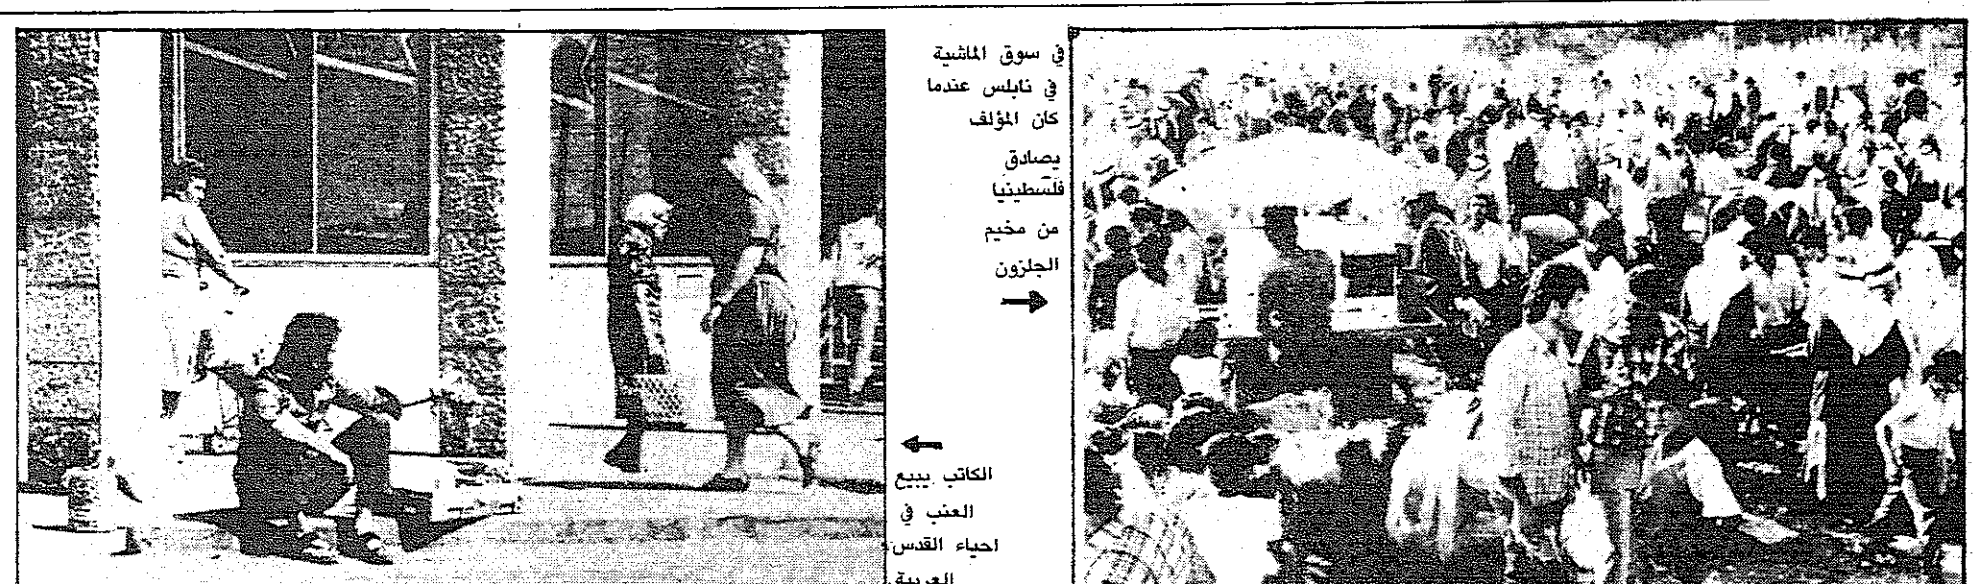 في سوق الماشية
في نابلس عندما
كان المؤلف
يصادق
فلسطينيا
من مخيم
الجلزون
الكاتب يبيع
العنب في
احياء القدس
العربية.